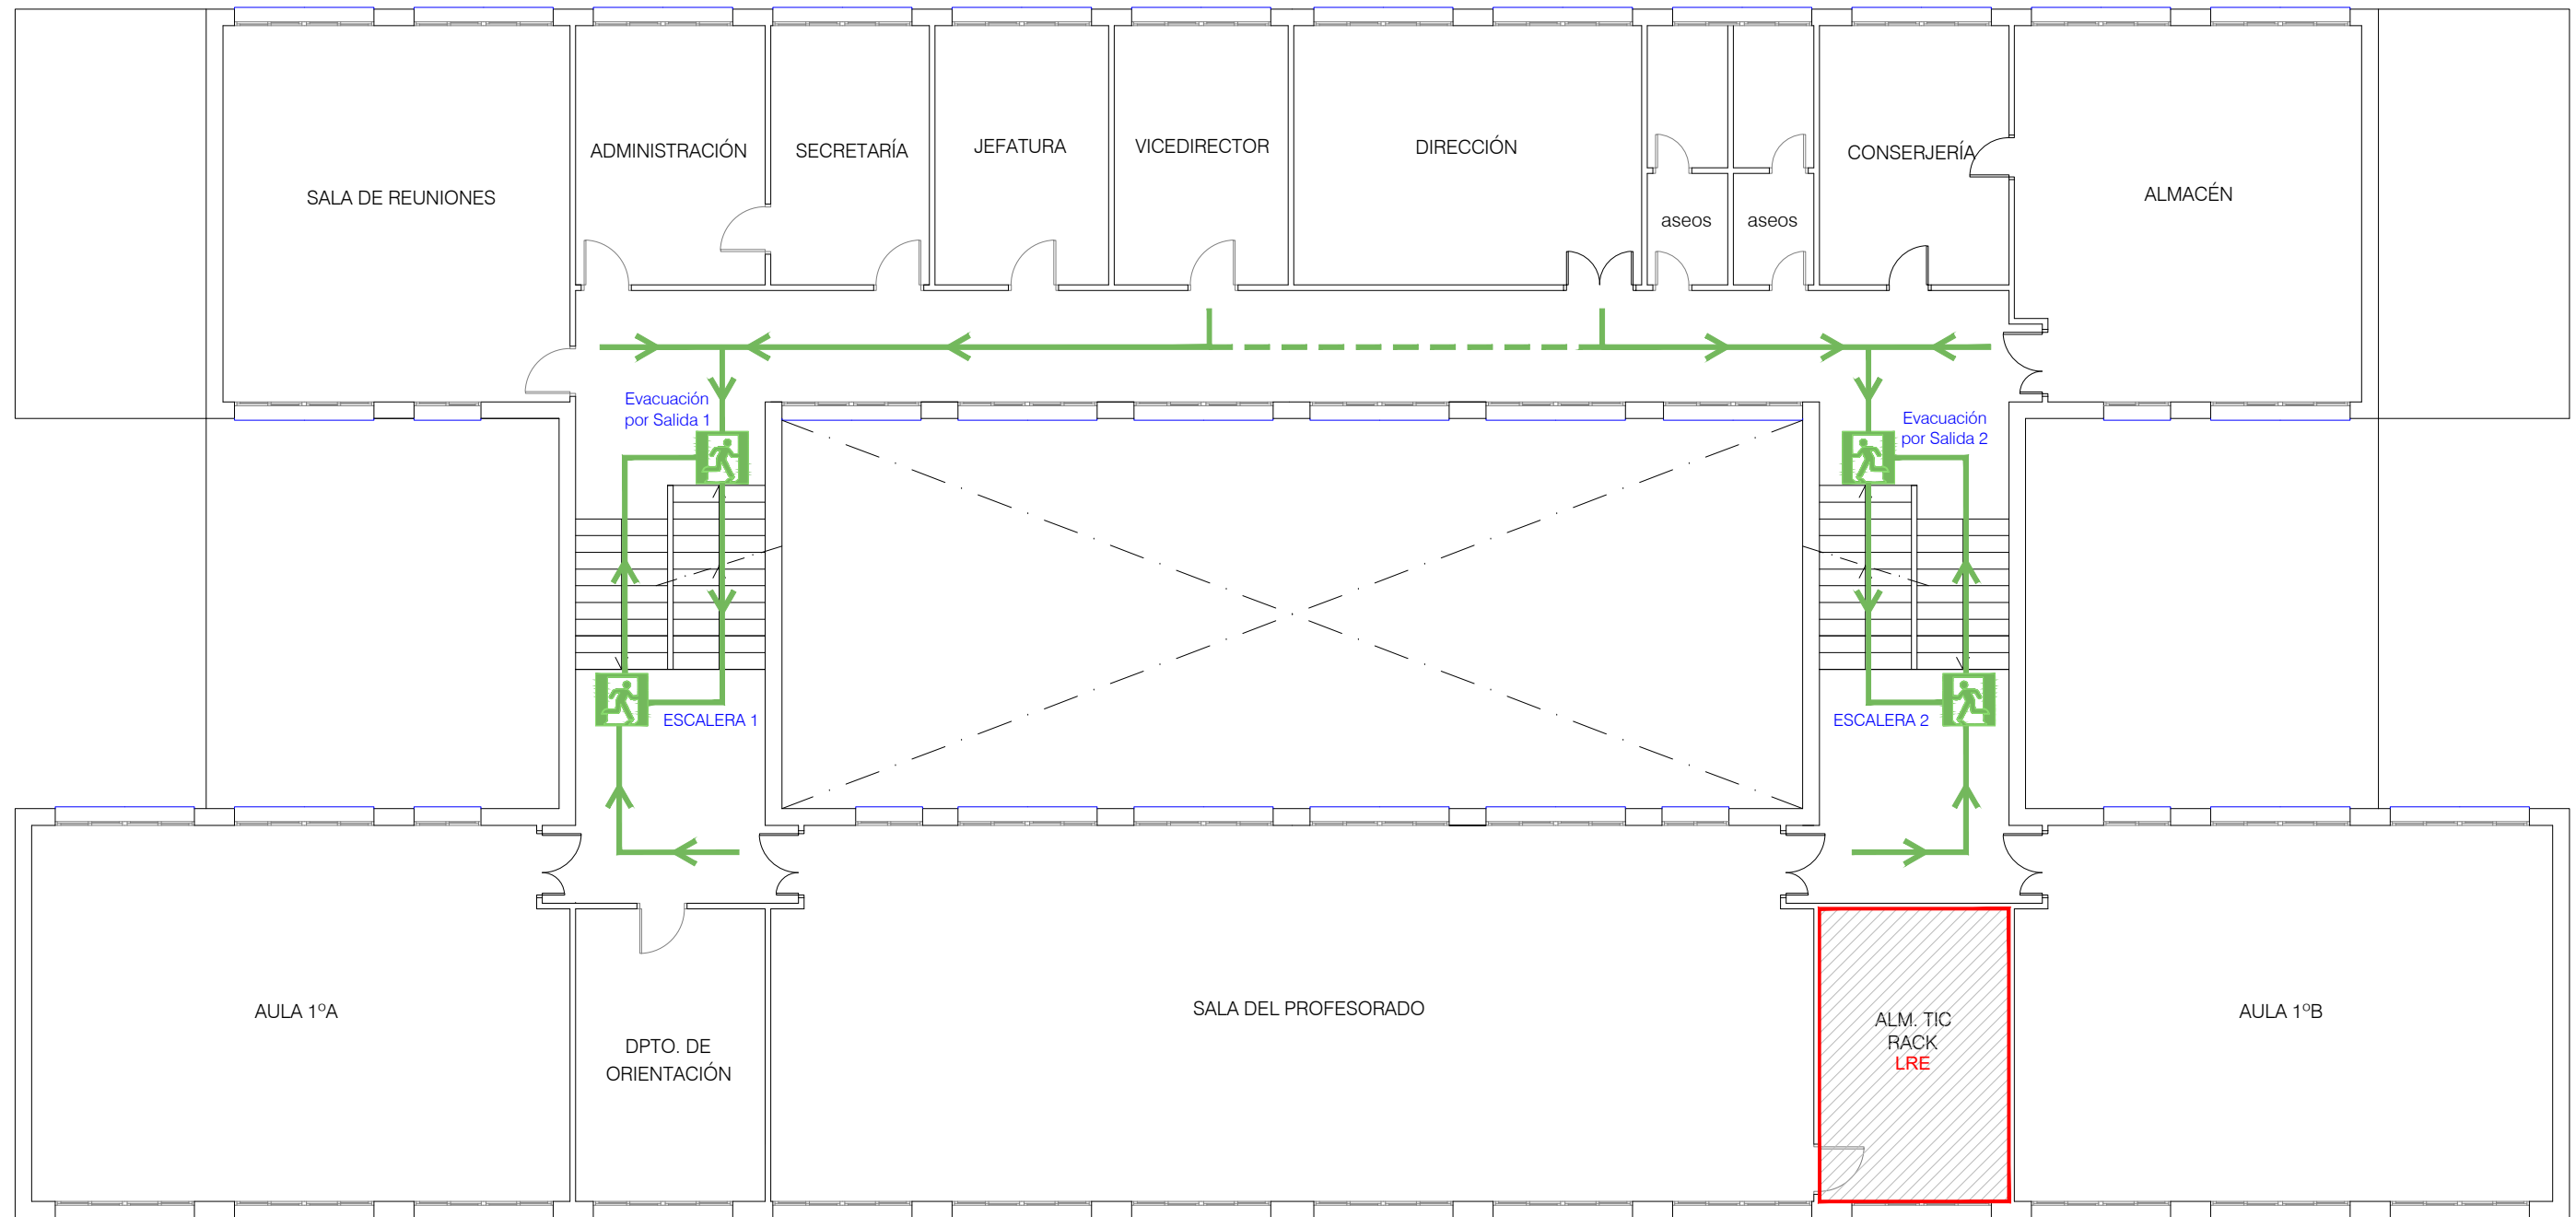 ADMINISTRACIÓN
SECRETARÍA
JEFATURA
VICEDIRECTOR
DIRECCIÓN
CONSERJERÍA
SALA DE REUNIONES
ALMACÉN
aseos
aseos
Evacuación
por Salida 1
Evacuación
por Salida 2
ESCALERA 1
ESCALERA 2
AULA 1ºA
DPTO. DE
ORIENTACIÓN
SALA DEL PROFESORADO
ALM. TIC
RACK
LRE
AULA 1ºB